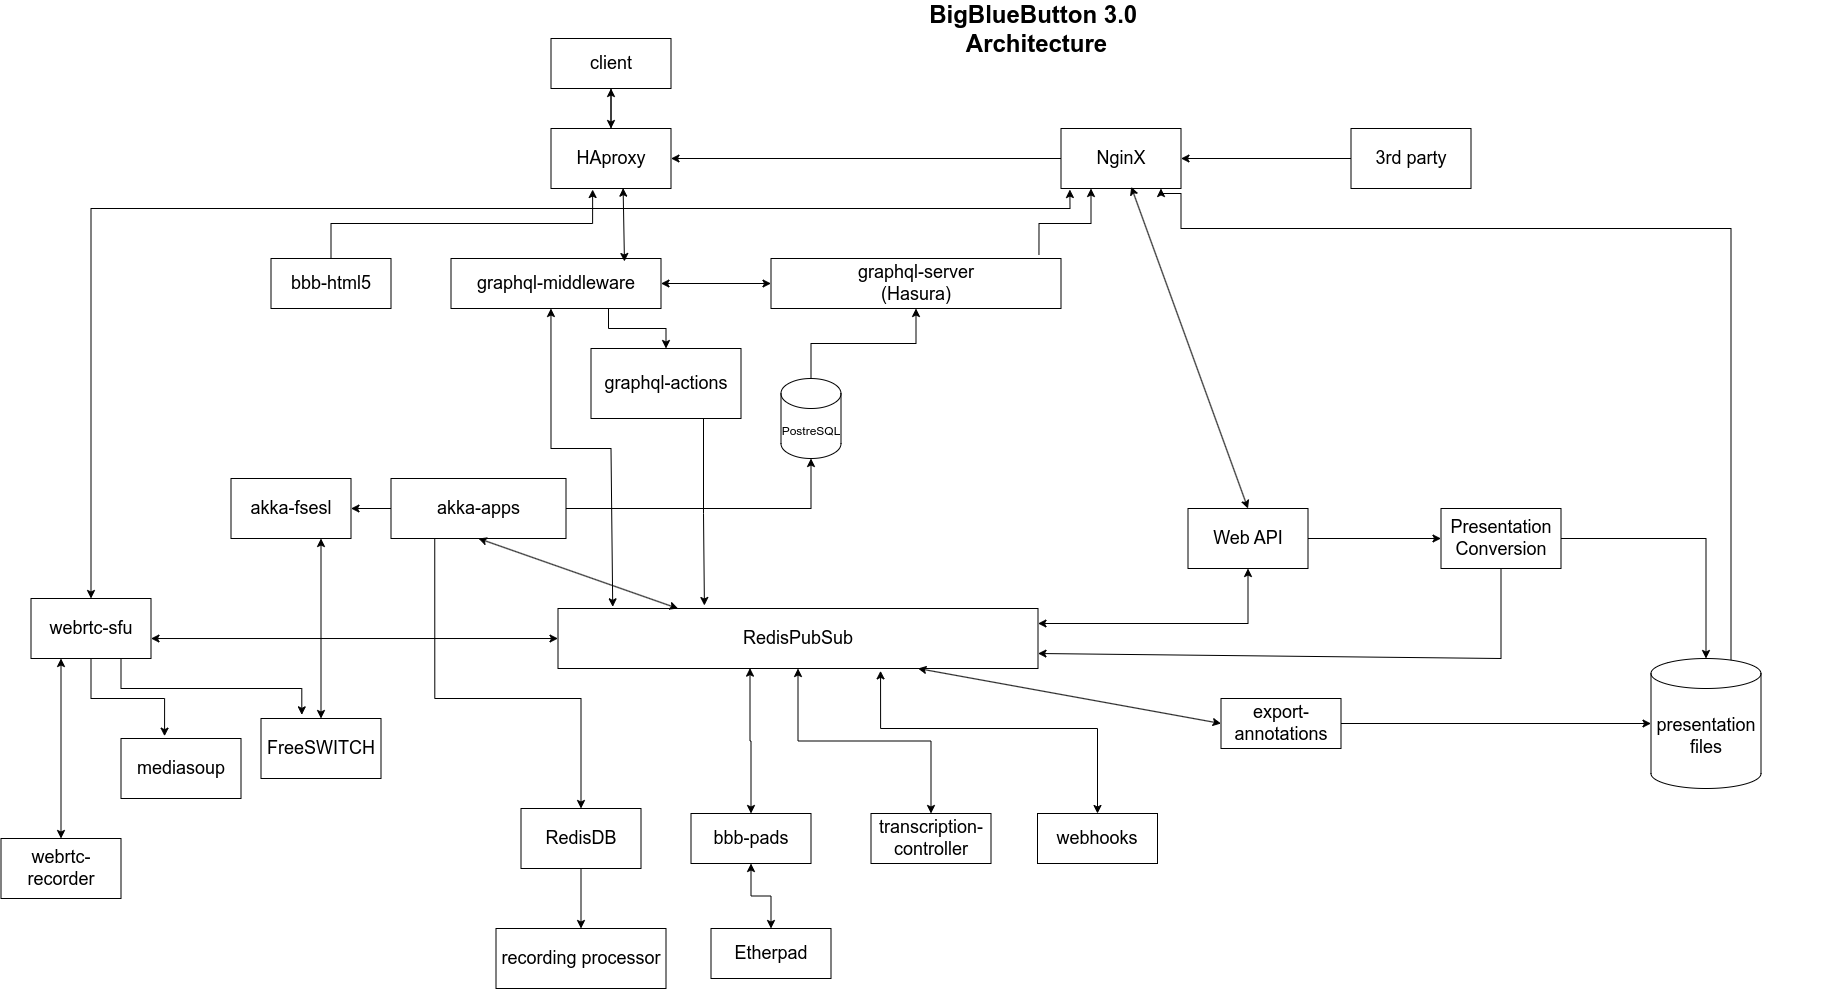 BigBlueButton 3.0
Architecture
client
HAproxy
NginX
3rd party
bbb-html5
graphql-middleware
graphql-server
(Hasura)
graphql-actions
PostreSQL
akka-fsesl
akka-apps
Web API
Presentation
Conversion
webrtc-sfu
RedisPubSub
FreeSWITCH
mediasoup
export-
annotations
presentation
files
webrtc-
recorder
RedisDB
bbb-pads
transcription-
controller
webhooks
recording processor
Etherpad